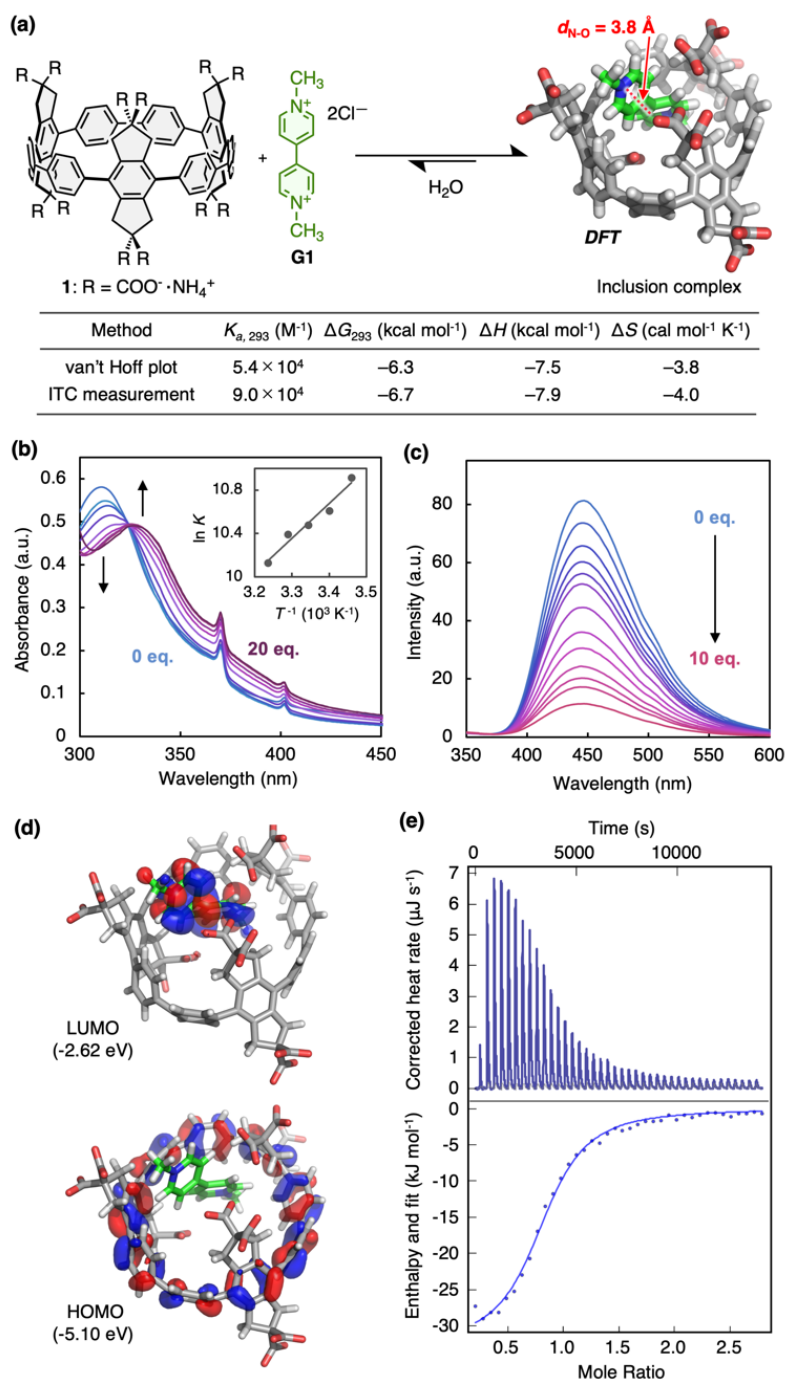 (a)
R R R R R R
R R R R R R
1: R = COO⁻·NH₄⁺
+
CH₃
N⁺
N⁺
CH₃
2Cl⁻
G1
H₂O
d_N-O = 3.8 Å
DFT
Inclusion complex
Method Kₐ, ₂₉₃ (M⁻¹) ΔG₂₉₃ (kcal mol⁻¹) ΔH (kcal mol⁻¹) ΔS (cal mol⁻¹ K⁻¹)
van't Hoff plot 5.4 × 10⁴ –6.3 –7.5 –3.8
ITC measurement 9.0 × 10⁴ –6.7 –7.9 –4.0
(b)
Absorbance (a.u.)
0.6
0.5
0.4
0.3
0.2
0.1
0
300 350 400 450
Wavelength (nm)
0 eq.
20 eq.
ln K
10.8
10.4
10
3.2 3.3 3.4 3.5
T⁻¹ (10³ K⁻¹)
(c)
Intensity (a.u.)
80
60
40
20
0
350 400 450 500 550 600
Wavelength (nm)
0 eq.
10 eq.
(d)
LUMO
(-2.62 eV)
HOMO
(-5.10 eV)
(e)
Time (s)
0 5000 10000
Corrected heat rate (μJ s⁻¹)
7
6
5
4
3
2
1
0
Enthalpy and fit (kJ mol⁻¹)
0
-5
-10
-15
-20
-25
-30
0.5 1.0 1.5 2.0 2.5
Mole Ratio